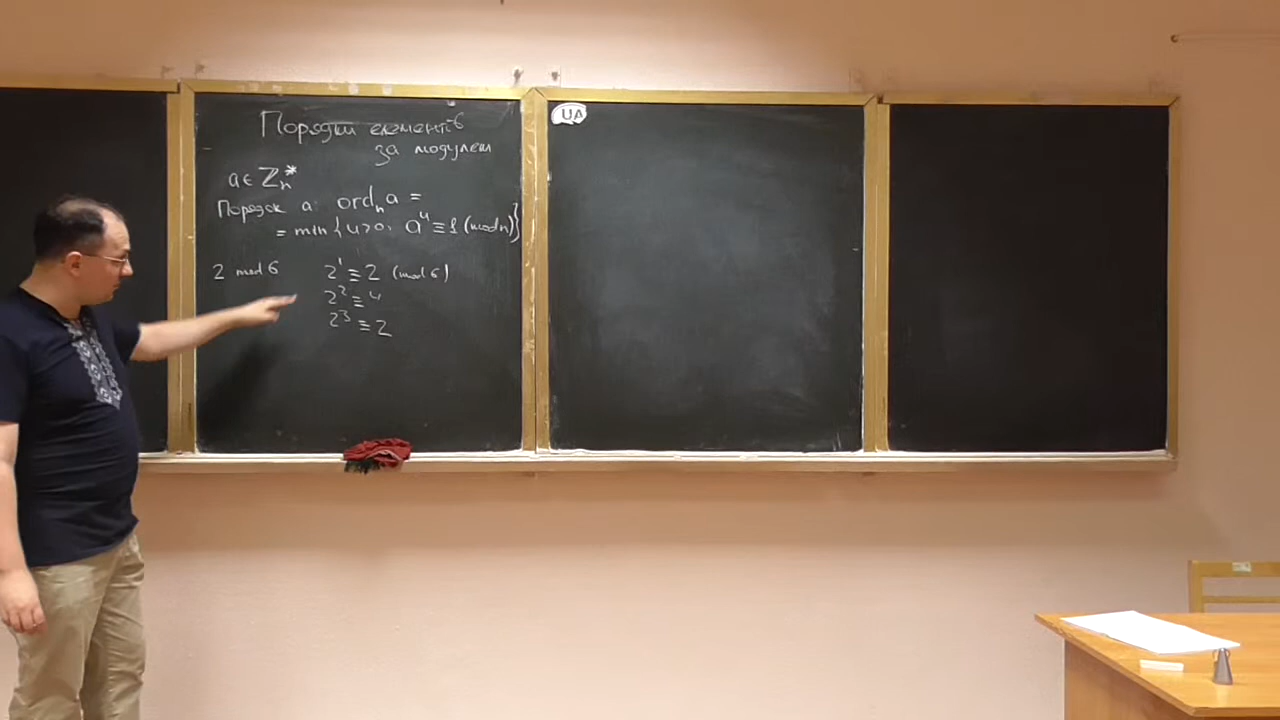 Порядки елементів
за модулем
a ∈ ℤₙ*
Порядок a: ordₙ a =
= min {u>0: aᵘ ≡ 1 (mod n)}
2 mod 6 2¹ ≡ 2 (mod 6)
2² ≡ 4
2³ ≡ 2
UA